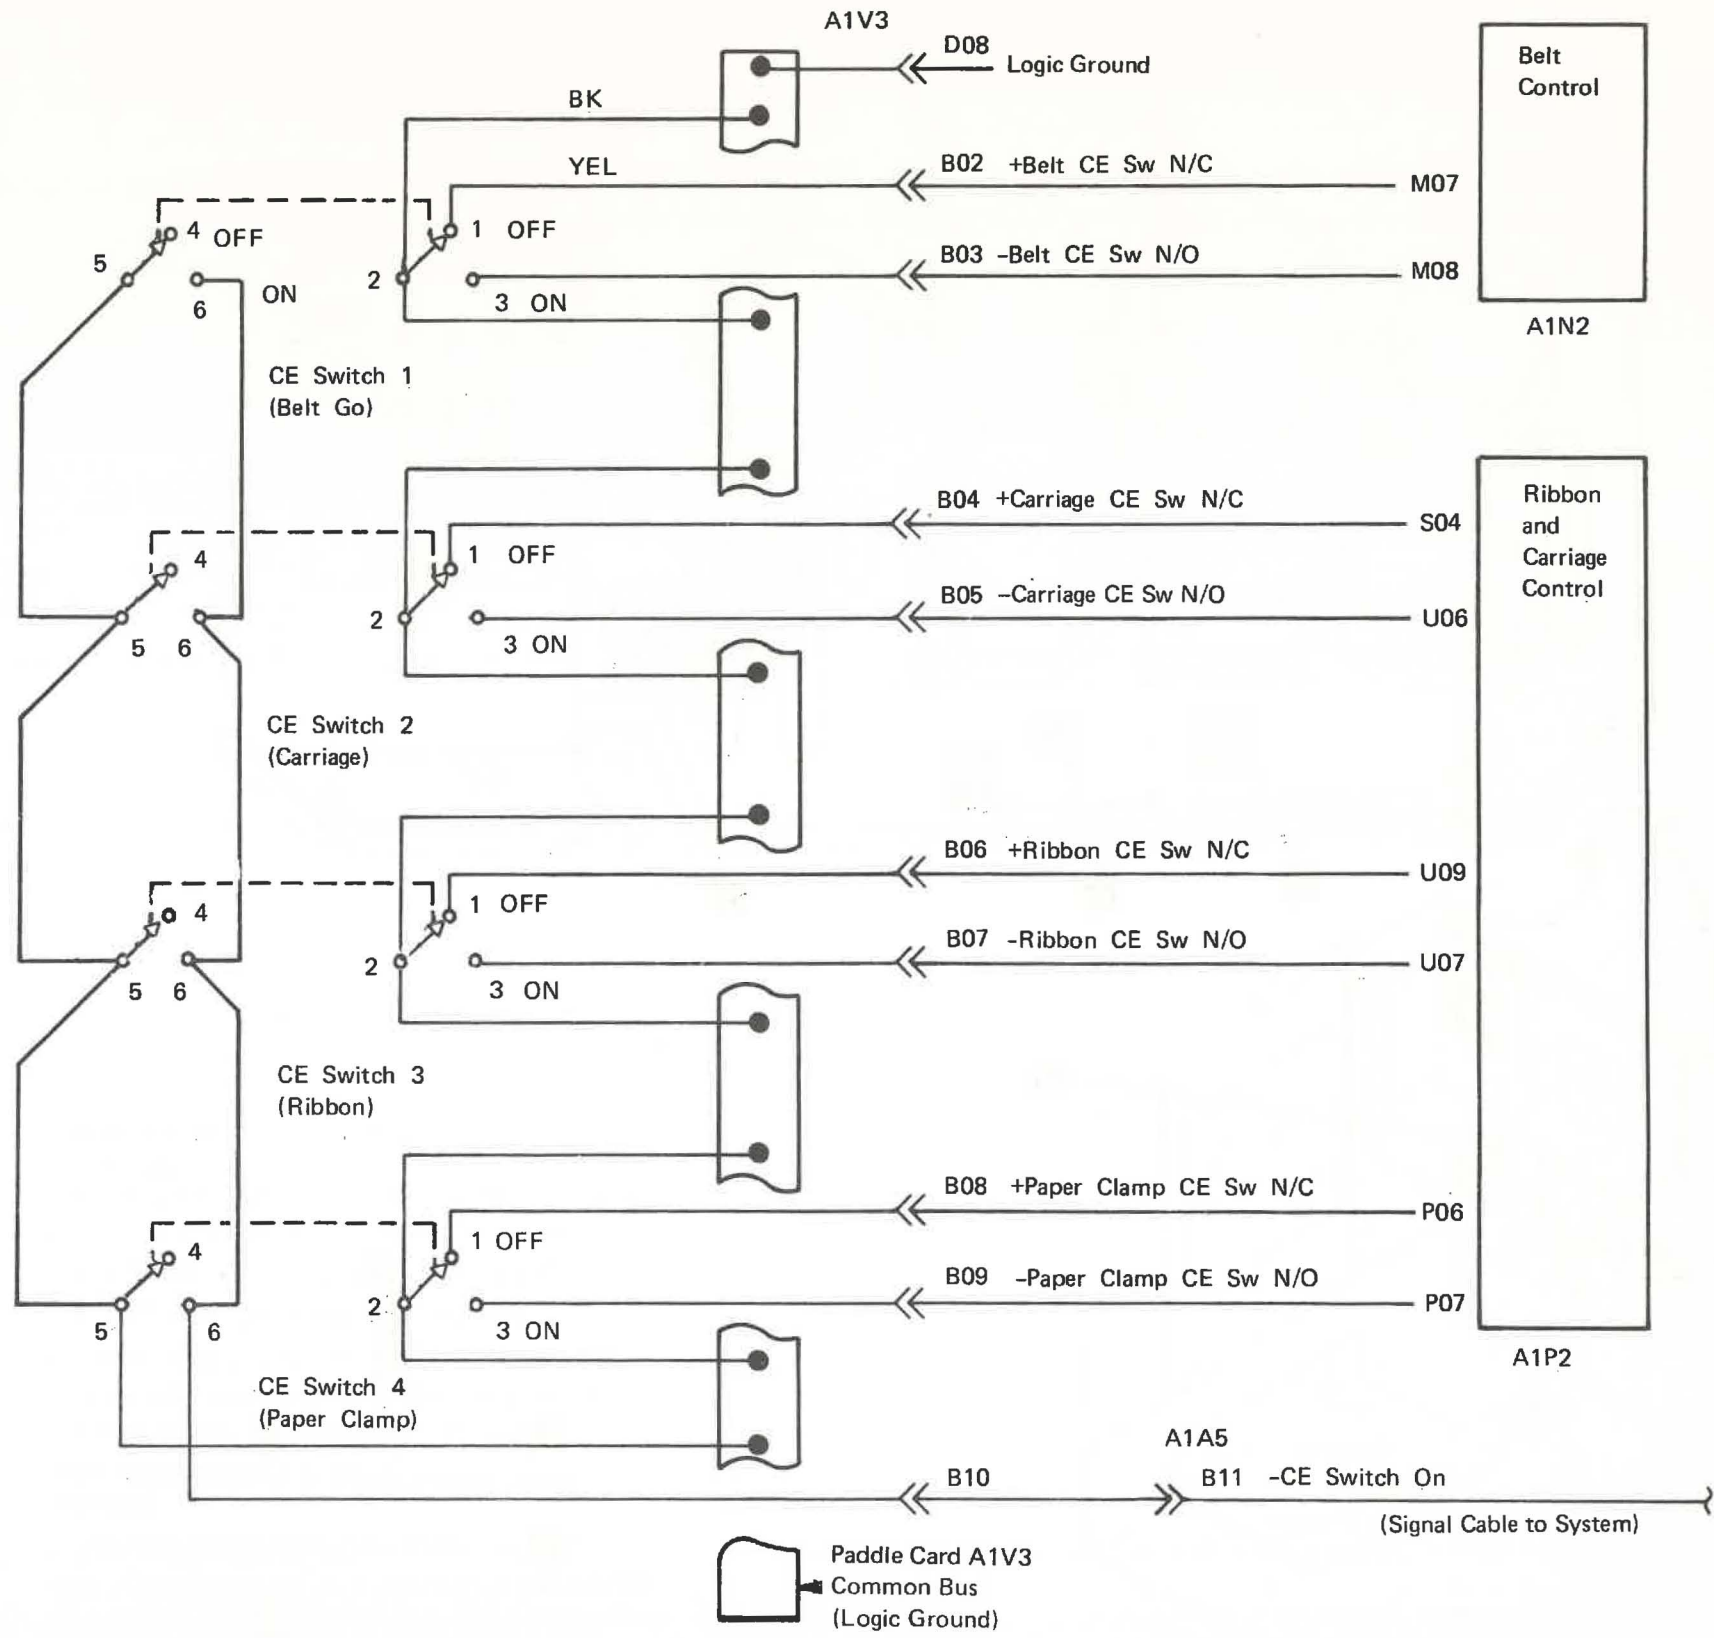 A1V3
D08
Logic Ground
Belt
Control
BK
YEL
B02 +Belt CE Sw N/C
M07
4 OFF
1 OFF
5
B03 -Belt CE Sw N/O
M08
2
6
ON
3 ON
A1N2
CE Switch 1
(Belt Go)
B04 +Carriage CE Sw N/C
S04
Ribbon
and
Carriage
Control
4
1 OFF
B05 -Carriage CE Sw N/O
U06
2
5 6
3 ON
CE Switch 2
(Carriage)
B06 +Ribbon CE Sw N/C
U09
4
1 OFF
B07 -Ribbon CE Sw N/O
U07
2
5 6
3 ON
CE Switch 3
(Ribbon)
B08 +Paper Clamp CE Sw N/C
P06
4
1 OFF
B09 -Paper Clamp CE Sw N/O
P07
2
5
6
3 ON
A1P2
CE Switch 4
(Paper Clamp)
A1A5
B10
B11 -CE Switch On
(Signal Cable to System)
Paddle Card A1V3
Common Bus
(Logic Ground)